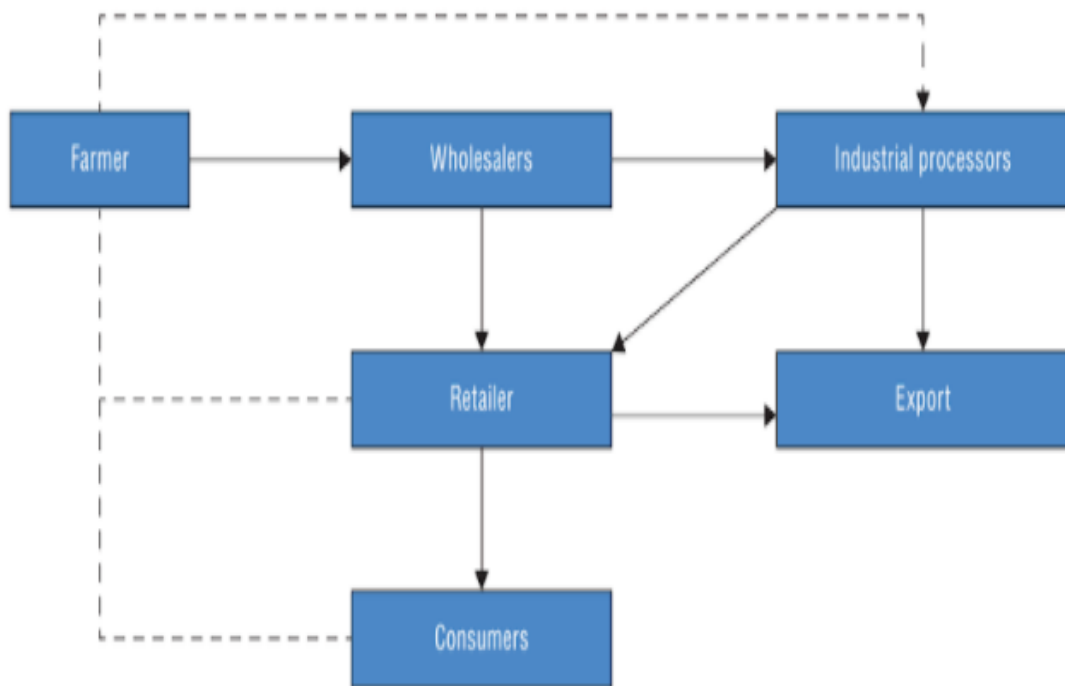 Farmer
Wholesalers
Industrial processors
Retailer
Export
Consumers